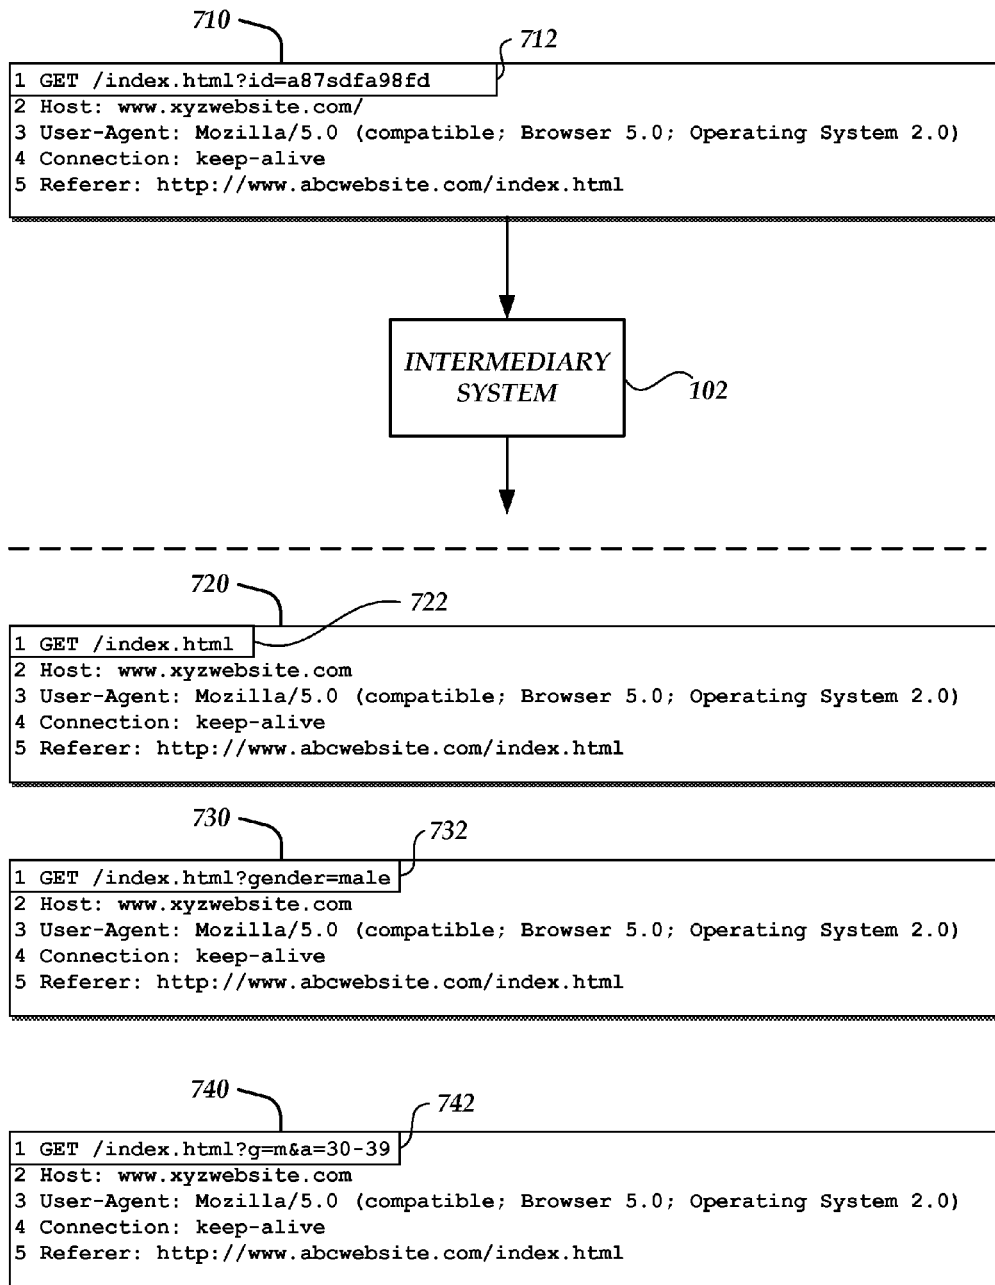 710
712
1 GET /index.html?id=a87sdfa98fd
2 Host: www.xyzwebsite.com/
3 User-Agent: Mozilla/5.0 (compatible; Browser 5.0; Operating System 2.0)
4 Connection: keep-alive
5 Referer: http://www.abcwebsite.com/index.html
INTERMEDIARY
SYSTEM
102
720
722
1 GET /index.html
2 Host: www.xyzwebsite.com
3 User-Agent: Mozilla/5.0 (compatible; Browser 5.0; Operating System 2.0)
4 Connection: keep-alive
5 Referer: http://www.abcwebsite.com/index.html
730
732
1 GET /index.html?gender=male
2 Host: www.xyzwebsite.com
3 User-Agent: Mozilla/5.0 (compatible; Browser 5.0; Operating System 2.0)
4 Connection: keep-alive
5 Referer: http://www.abcwebsite.com/index.html
740
742
1 GET /index.html?g=m&a=30-39
2 Host: www.xyzwebsite.com
3 User-Agent: Mozilla/5.0 (compatible; Browser 5.0; Operating System 2.0)
4 Connection: keep-alive
5 Referer: http://www.abcwebsite.com/index.html